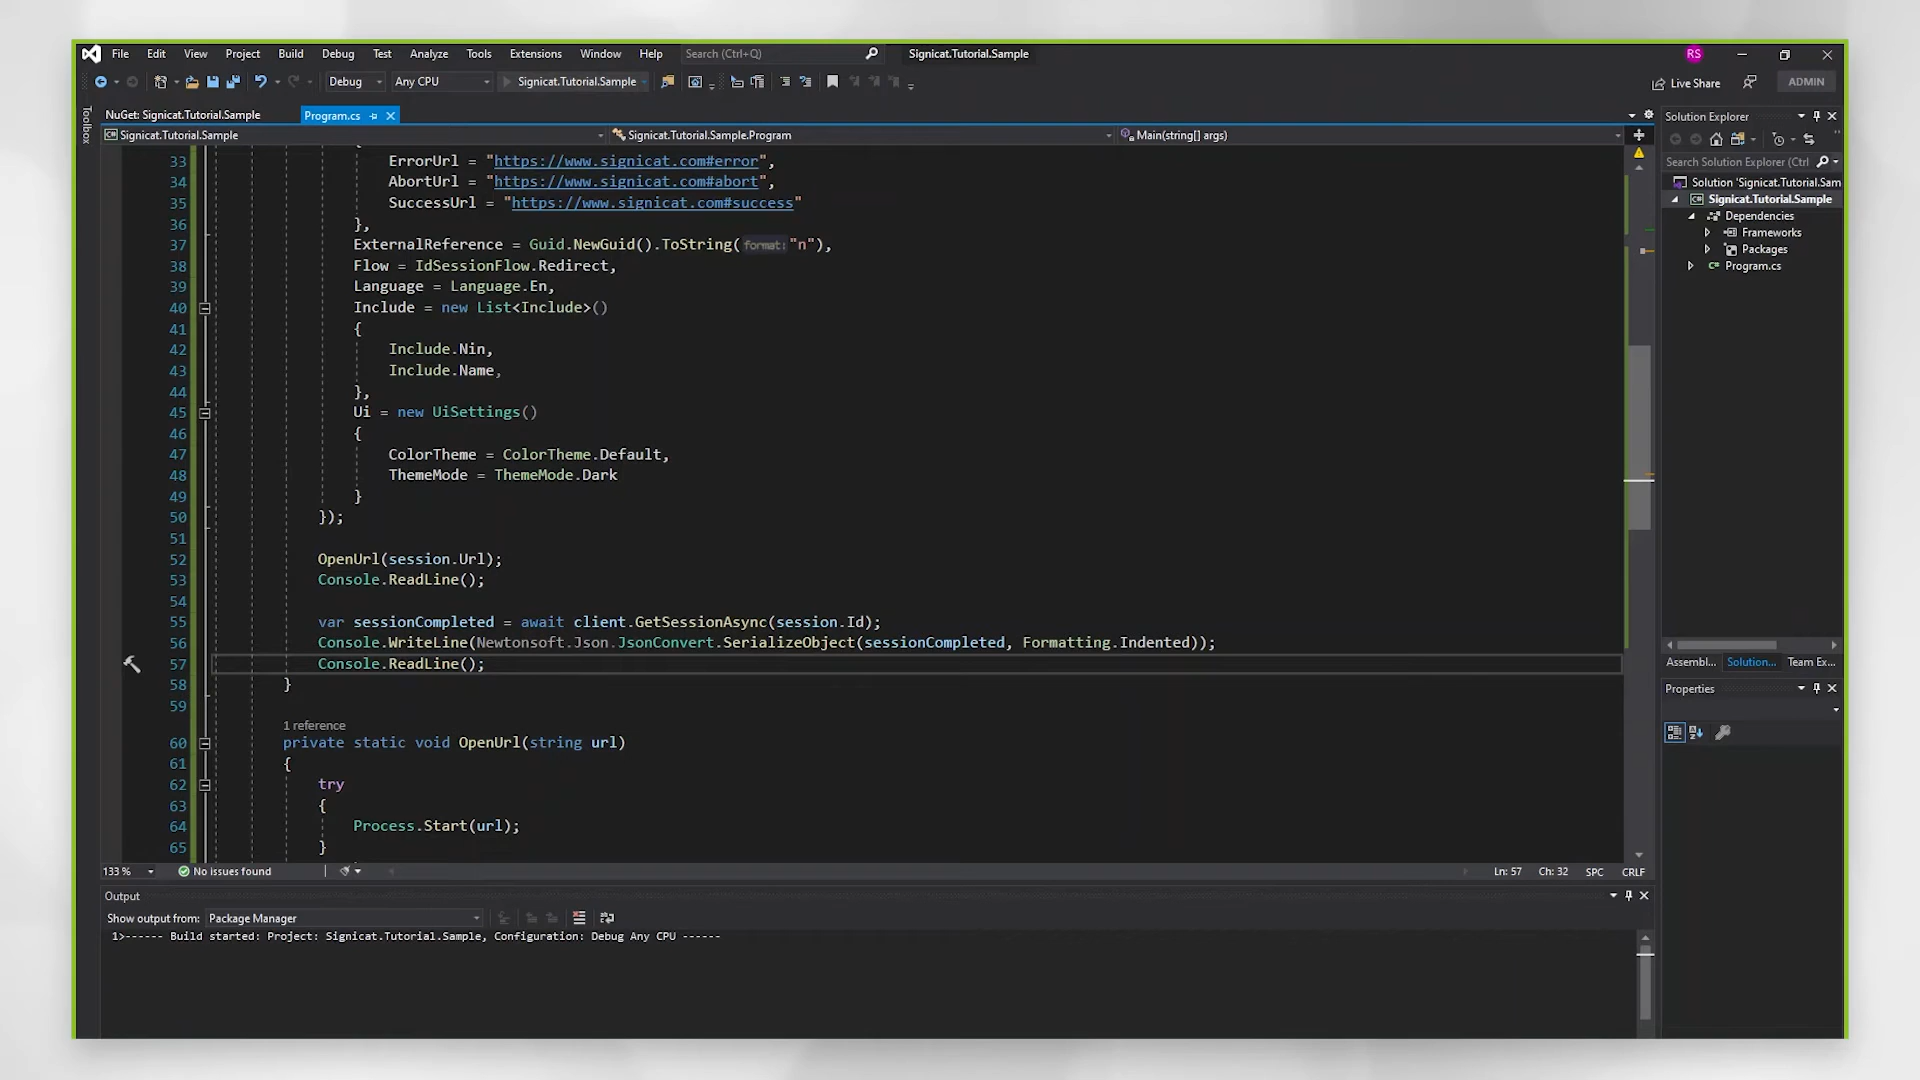 File Edit View Project Build Debug Test Analyze Tools Extensions Window Help Search (Ctrl+Q) Signicat.Tutorial.Sample RS
Debug Any CPU Signicat.Tutorial.Sample Live Share ADMIN
Toolbox
NuGet: Signicat.Tutorial.Sample Program.cs
Signicat.Tutorial.Sample Signicat.Tutorial.Sample.Program Main(string[] args)
33 ErrorUrl = "https://www.signicat.com#error",
34 AbortUrl = "https://www.signicat.com#abort",
35 SuccessUrl = "https://www.signicat.com#success"
36 },
37 ExternalReference = Guid.NewGuid().ToString(format: "n"),
38 Flow = IdSessionFlow.Redirect,
39 Language = Language.En,
40 Include = new List<Include>()
41 {
42 Include.Nin,
43 Include.Name,
44 },
45 Ui = new UiSettings()
46 {
47 ColorTheme = ColorTheme.Default,
48 ThemeMode = ThemeMode.Dark
49 }
50 });
51
52 OpenUrl(session.Url);
53 Console.ReadLine();
54
55 var sessionCompleted = await client.GetSessionAsync(session.Id);
56 Console.WriteLine(Newtonsoft.Json.JsonConvert.SerializeObject(sessionCompleted, Formatting.Indented));
57 Console.ReadLine();
58 }
59
1 reference
60 private static void OpenUrl(string url)
61 {
62 try
63 {
64 Process.Start(url);
65 }
133 % No issues found Ln: 57 Ch: 32 SPC CRLF
Output
Show output from: Package Manager
1>------ Build started: Project: Signicat.Tutorial.Sample, Configuration: Debug Any CPU ------
Solution Explorer
Search Solution Explorer (Ctrl
Solution 'Signicat.Tutorial.Sam
Signicat.Tutorial.Sample
Dependencies
Frameworks
Packages
Program.cs
Assembl... Solution... Team Ex...
Properties